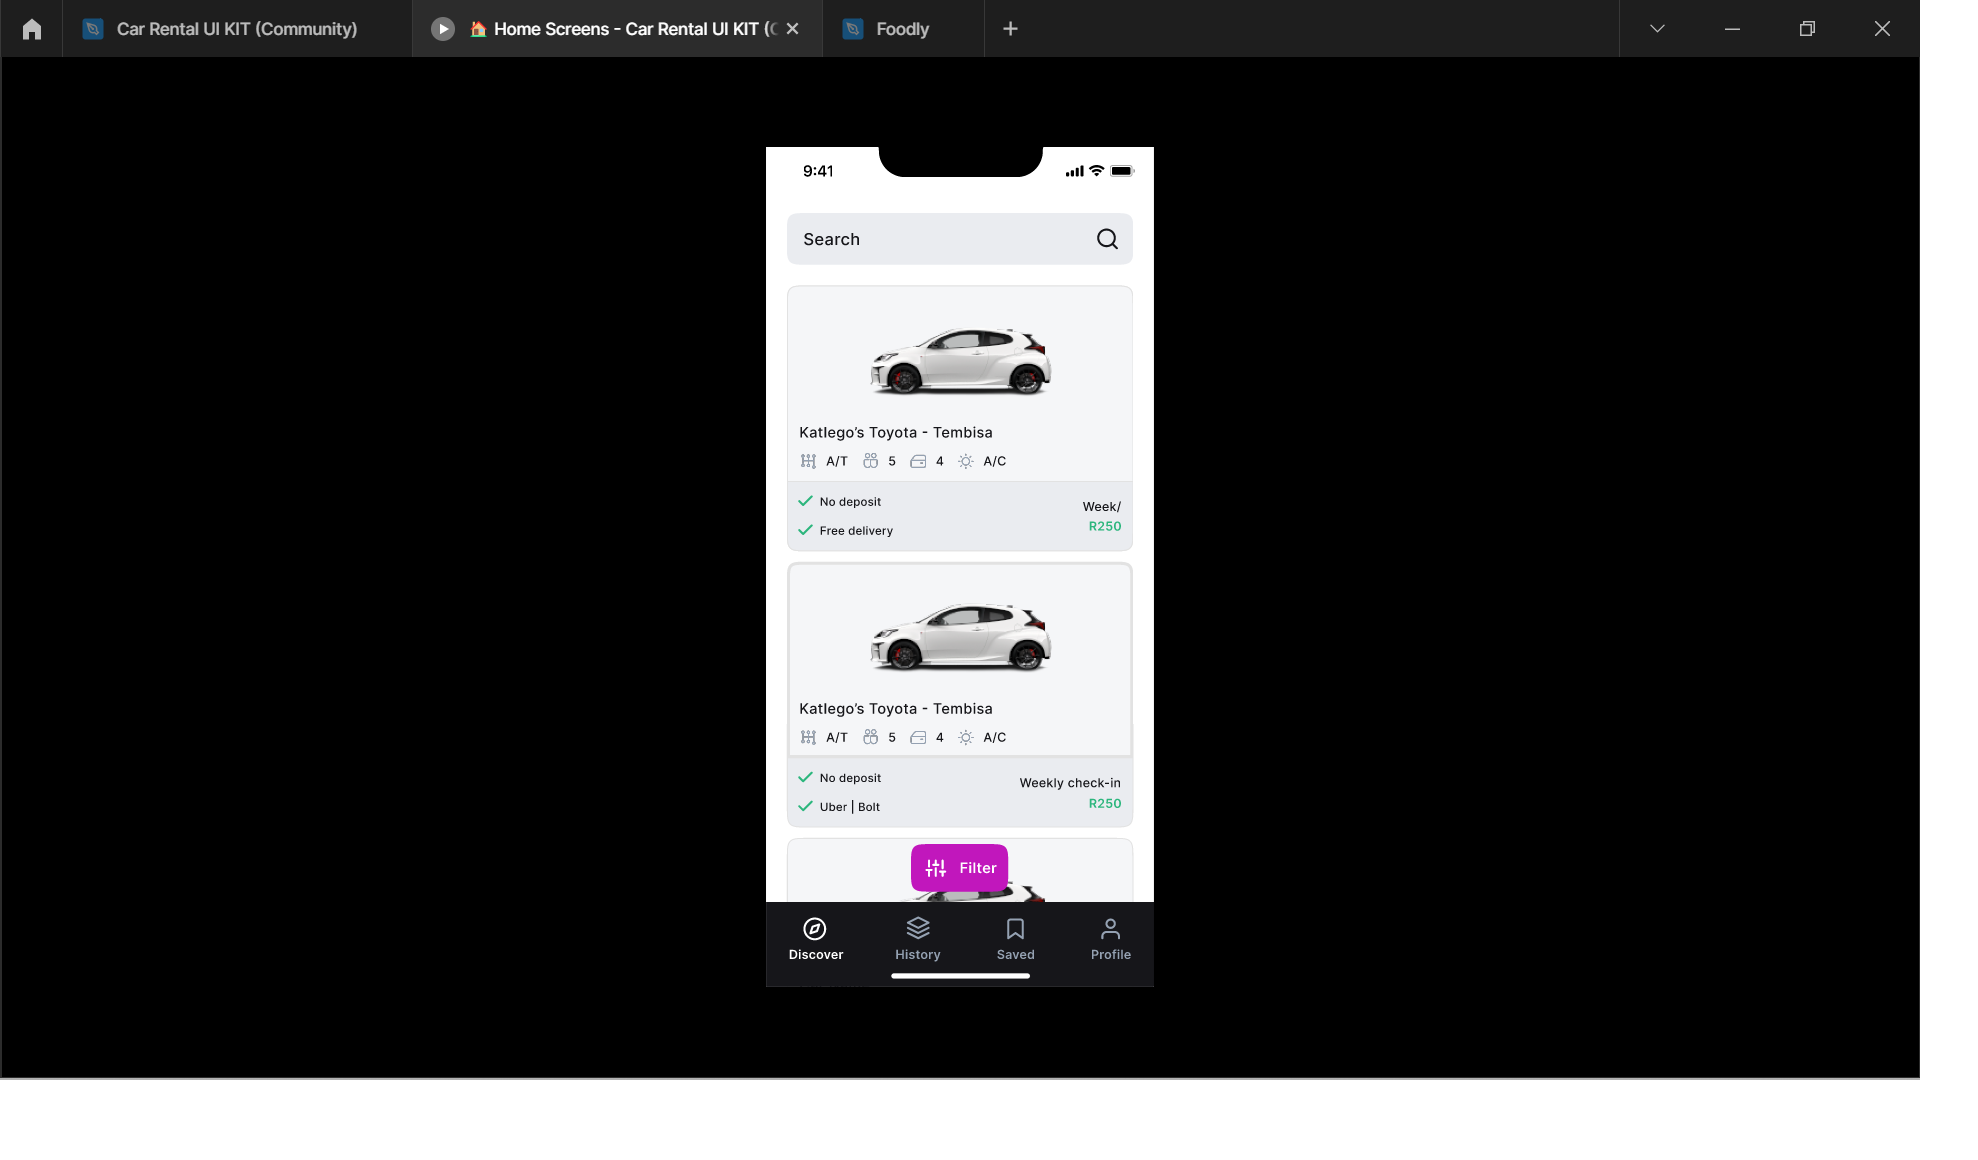 Car Rental UI KIT (Community)
Home Screens - Car Rental UI KIT (C
Foodly
9:41
Search
Katlego's Toyota - Tembisa
A/T 5 4 A/C
No deposit
Free delivery
Week/
R250
Katlego's Toyota - Tembisa
A/T 5 4 A/C
No deposit
Uber | Bolt
Weekly check-in
R250
Filter
Discover
History
Saved
Profile